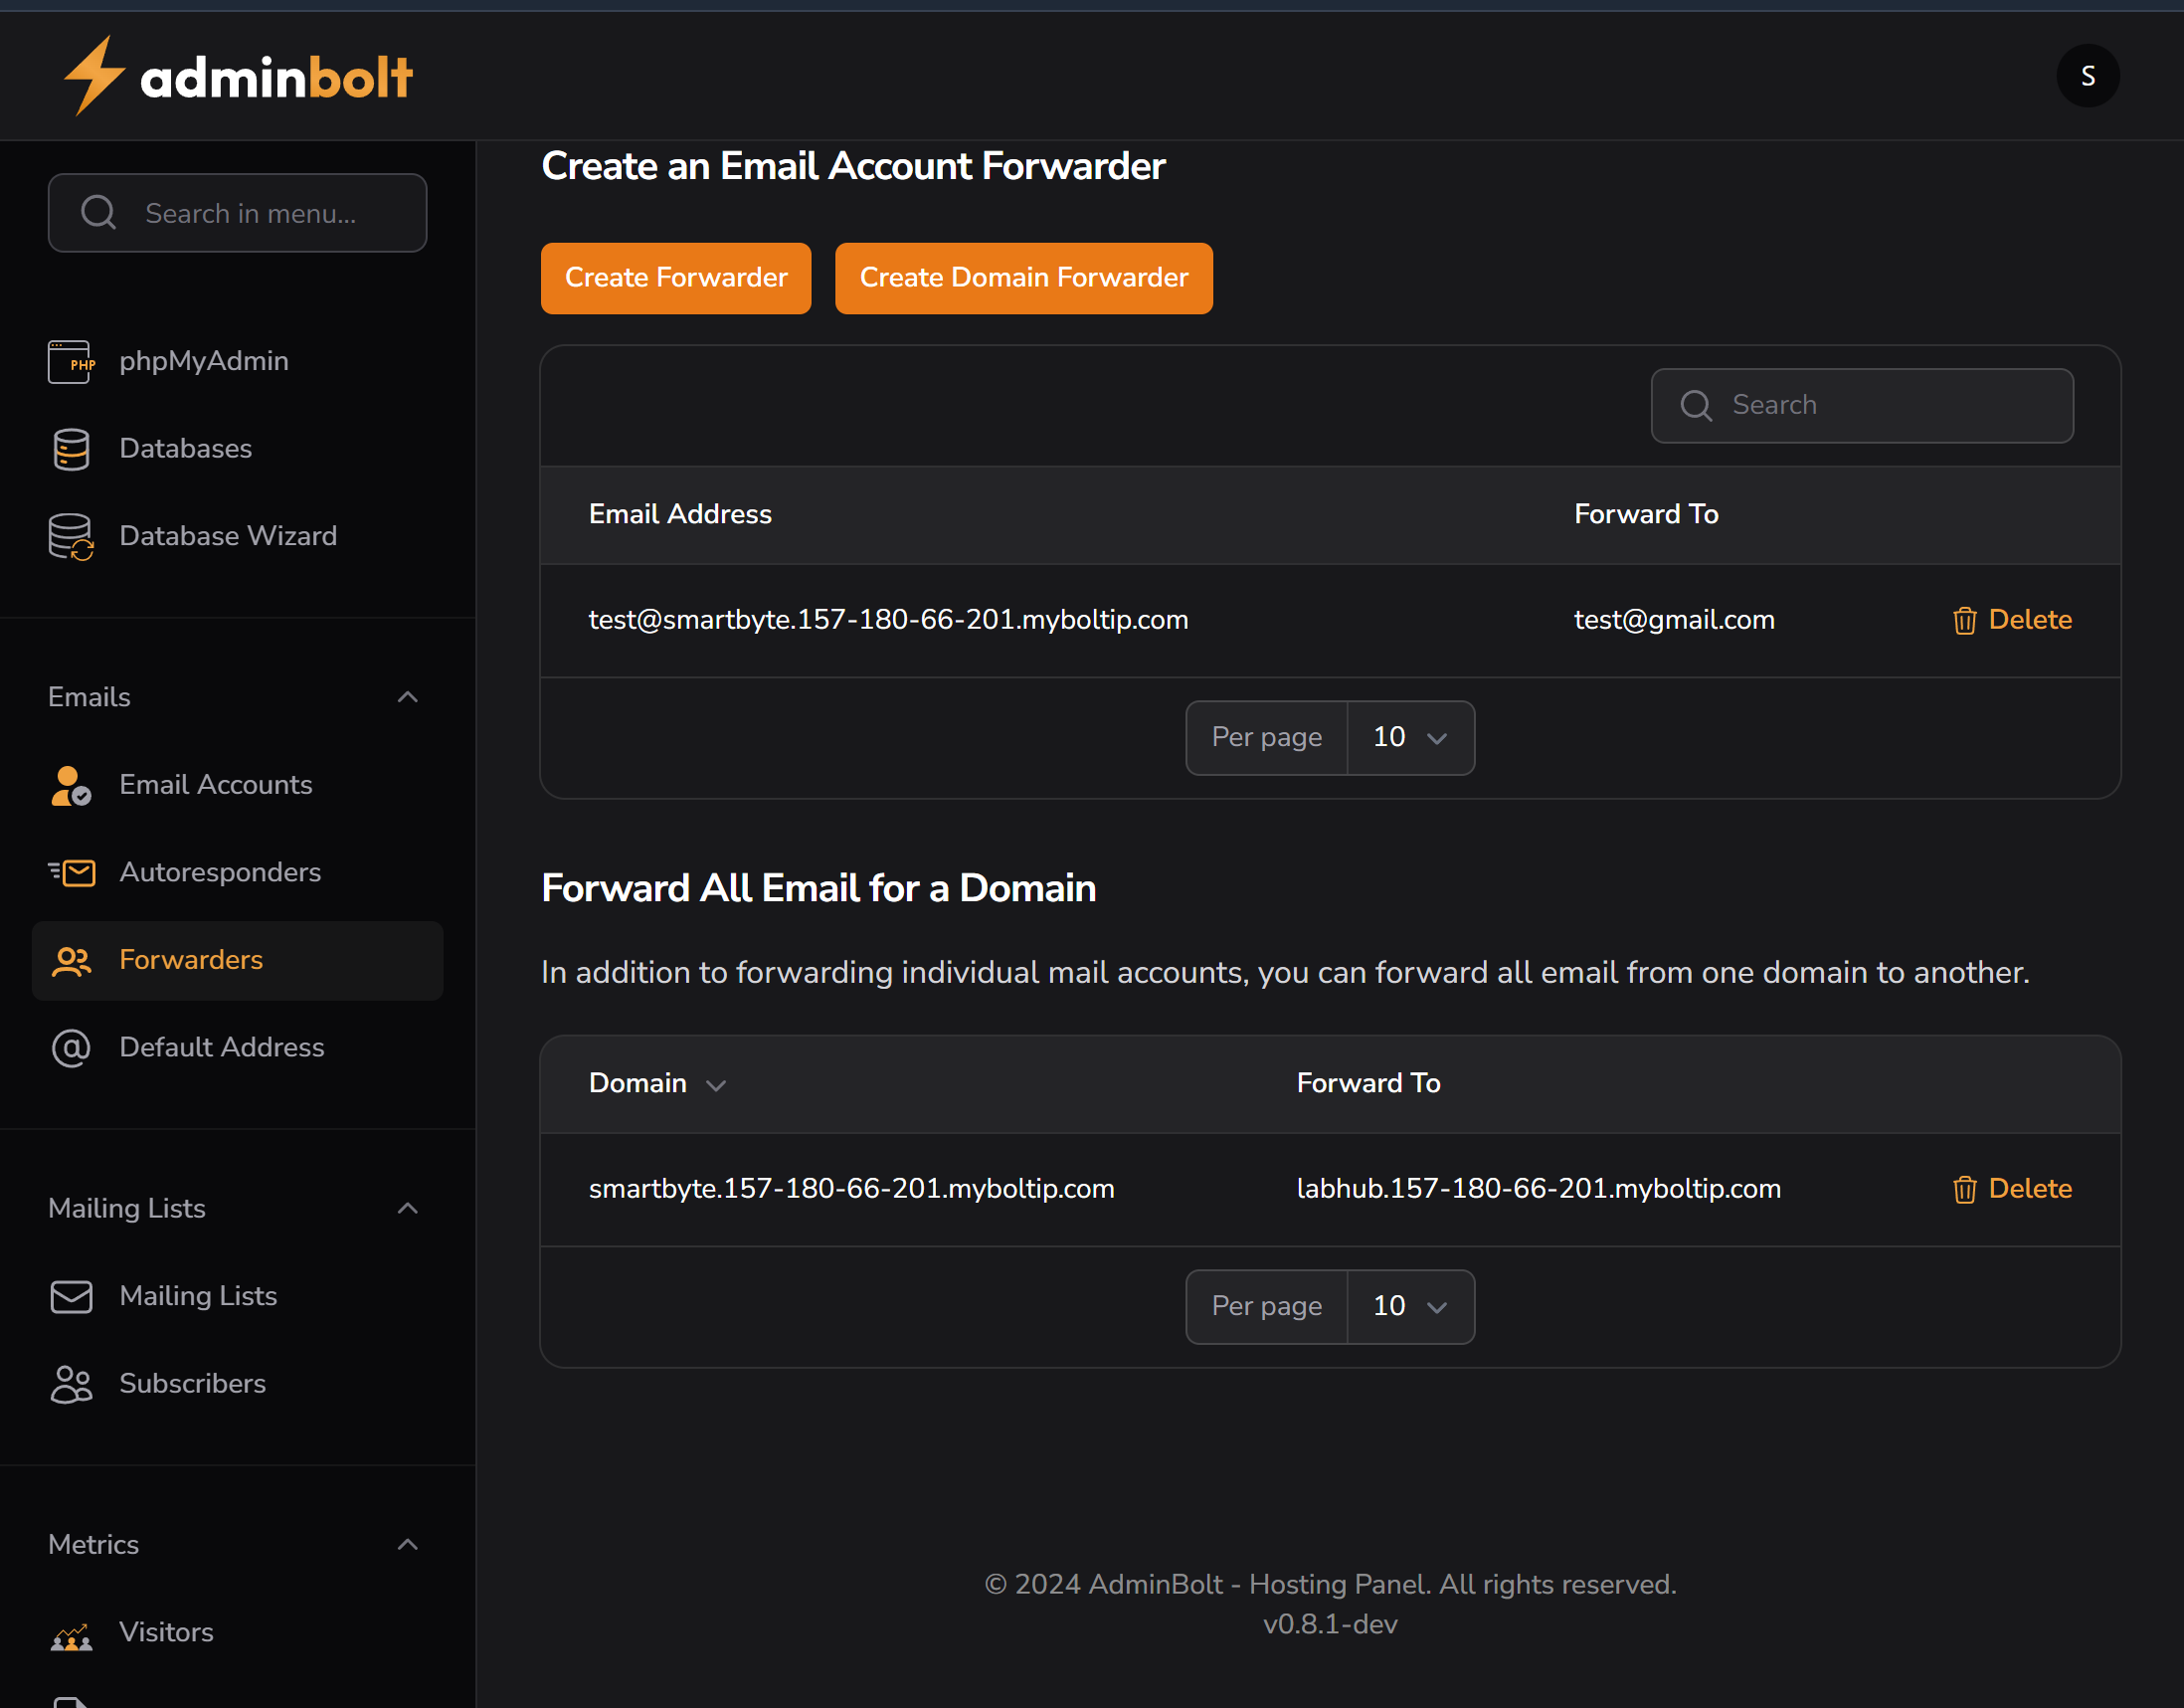 adminbolt
S
Search in menu...
phpMyAdmin
PHP
Databases
Database Wizard
Emails
Email Accounts
Autoresponders
Forwarders
Default Address
Mailing Lists
Mailing Lists
Subscribers
Metrics
Visitors
Create an Email Account Forwarder
Create Forwarder Create Domain Forwarder
Search
Email Address Forward To
test@smartbyte.157-180-66-201.myboltip.com test@gmail.com Delete
Per page 10
Forward All Email for a Domain
In addition to forwarding individual mail accounts, you can forward all email from one domain to another.
Domain Forward To
smartbyte.157-180-66-201.myboltip.com labhub.157-180-66-201.myboltip.com Delete
Per page 10
© 2024 AdminBolt - Hosting Panel. All rights reserved.
v0.8.1-dev